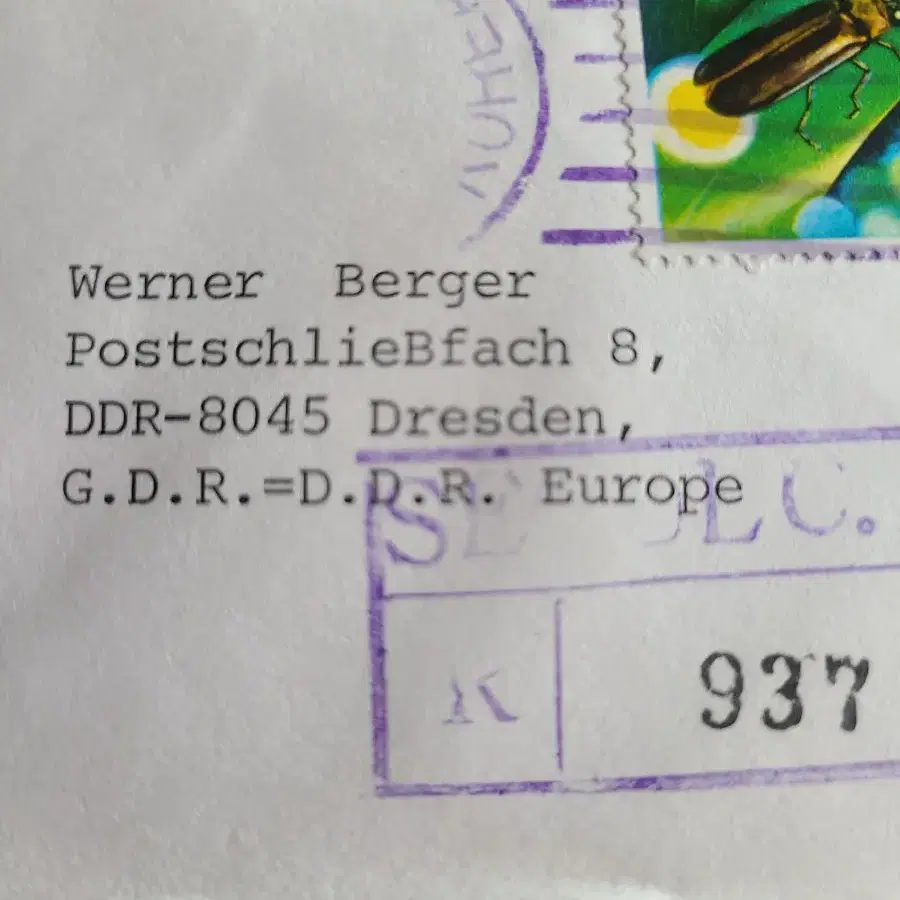 Werner Berger
PostschlieBfach 8,
DDR-8045 Dresden,
G.D.R.=D.D.R. Europe
937